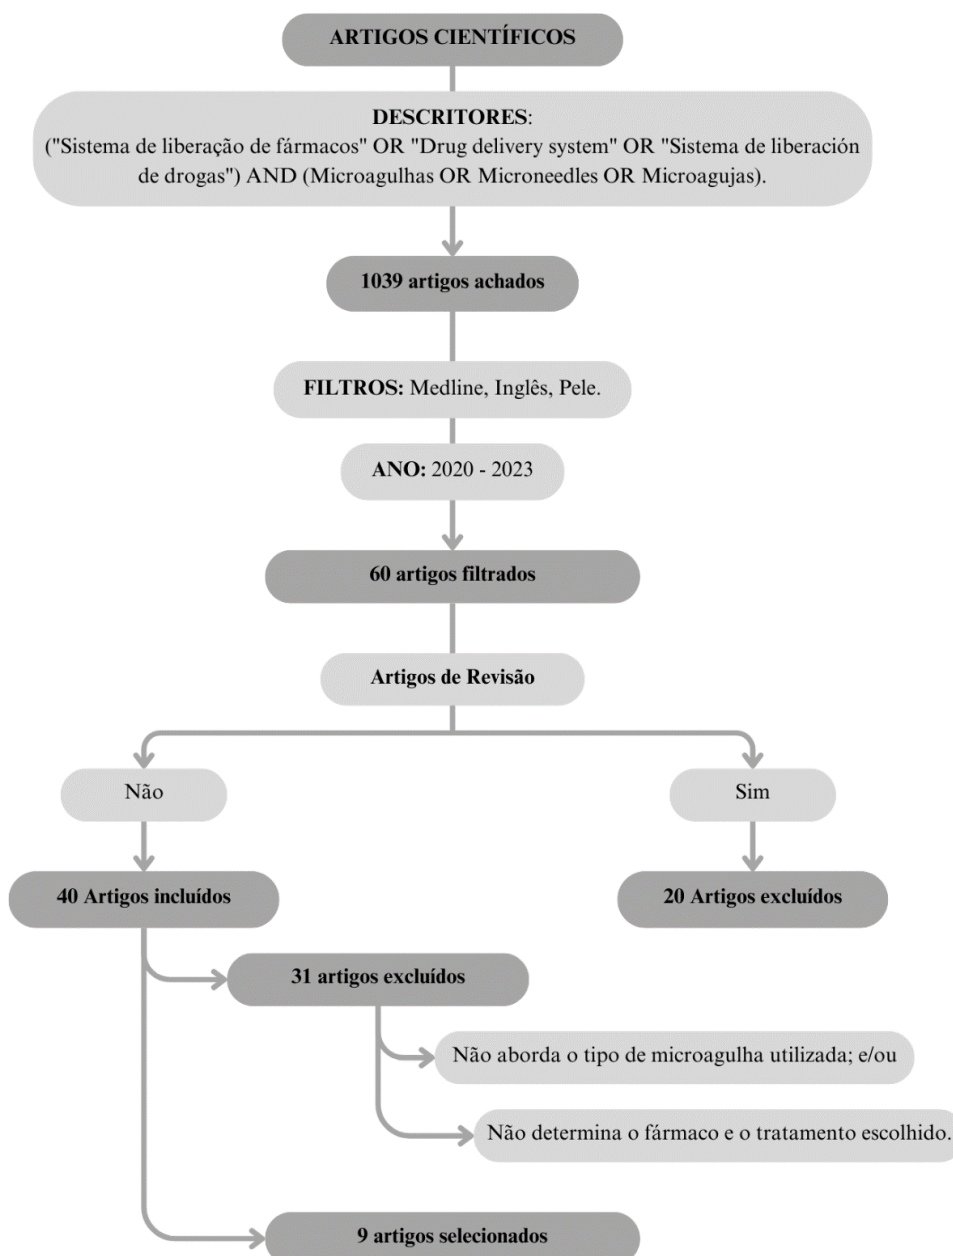 ARTIGOS CIENTÍFICOS
DESCRITORES:
("Sistema de liberação de fármacos" OR "Drug delivery system" OR "Sistema de liberación
de drogas") AND (Microagulhas OR Microneedles OR Microagujas).
1039 artigos achados
FILTROS: Medline, Inglês, Pele.
ANO: 2020 - 2023
60 artigos filtrados
Artigos de Revisão
Não
Sim
40 Artigos incluídos
20 Artigos excluídos
31 artigos excluídos
Não aborda o tipo de microagulha utilizada; e/ou
Não determina o fármaco e o tratamento escolhido.
9 artigos selecionados